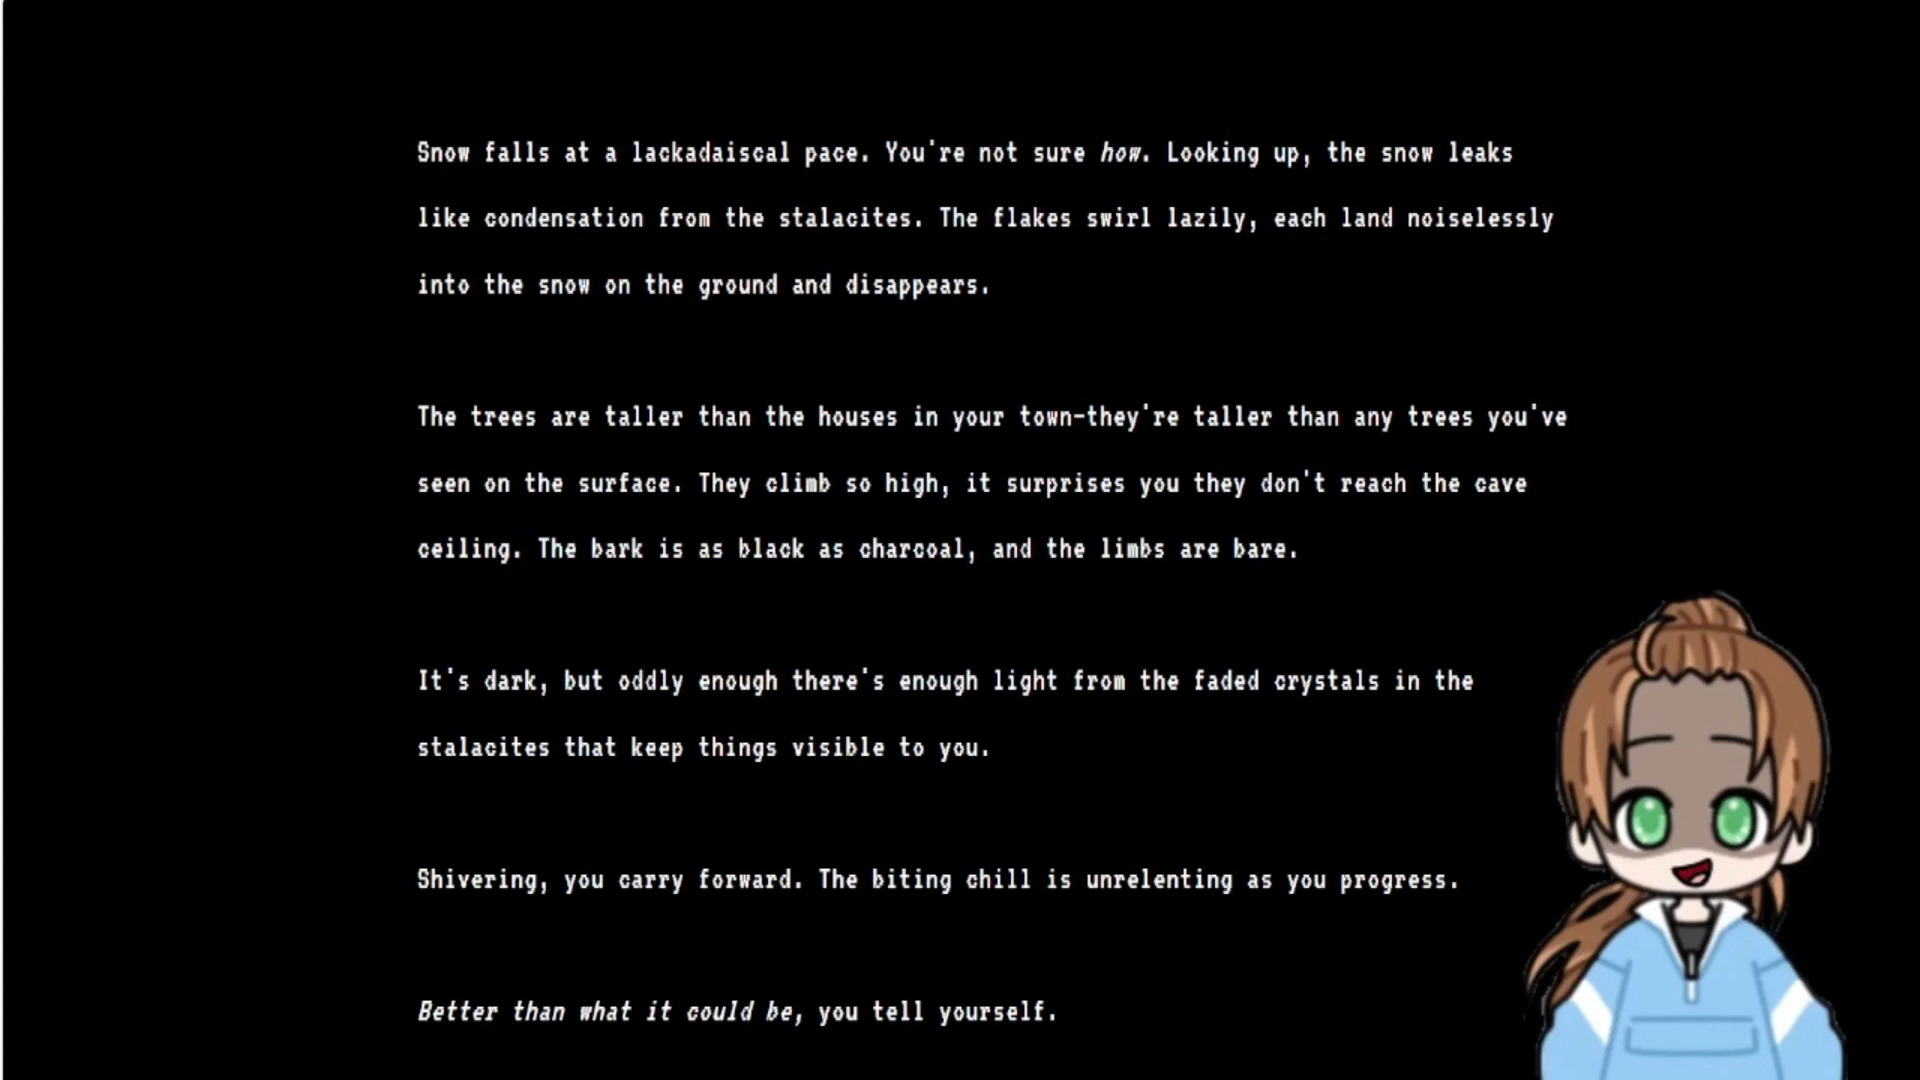 Snow falls at a lackadaiscal pace. You're not sure how. Looking up, the snow leaks
like condensation from the stalacites. The flakes swirl lazily, each land noiselessly
into the snow on the ground and disappears.
The trees are taller than the houses in your town-they're taller than any trees you've
seen on the surface. They climb so high, it surprises you they don't reach the cave
ceiling. The bark is as black as charcoal, and the limbs are bare.
It's dark, but oddly enough there's enough light from the faded crystals in the
stalacites that keep things visible to you.
Shivering, you carry forward. The biting chill is unrelenting as you progress.
Better than what it could be, you tell yourself.